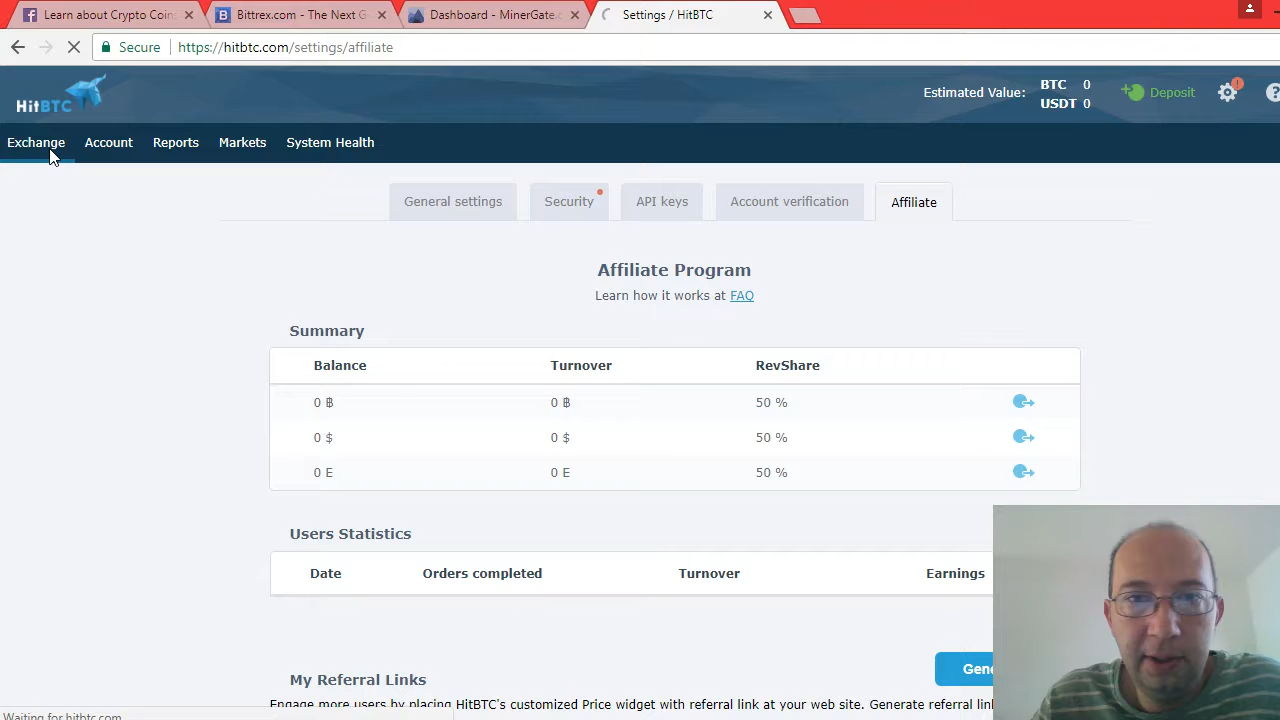 Learn about Crypto Coin
Bittrex.com - The Next G
Dashboard - MinerGate.c
Settings / HitBTC
Secure
https://hitbtc.com/settings/affiliate
HitBTC
Estimated Value:
BTC 0
USDT 0
Deposit
Exchange
Account
Reports
Markets
System Health
General settings
Security
API keys
Account verification
Affiliate
Affiliate Program
Learn how it works at FAQ
Summary
Balance Turnover RevShare
0 ฿ 0 ฿ 50 %
0 $ 0 $ 50 %
0 E 0 E 50 %
Users Statistics
Date Orders completed Turnover Earnings
Gene
My Referral Links
Engage more users by placing HitBTC's customized Price widget with referral link at your web site. Generate referral lin
Waiting for hitbtc.com